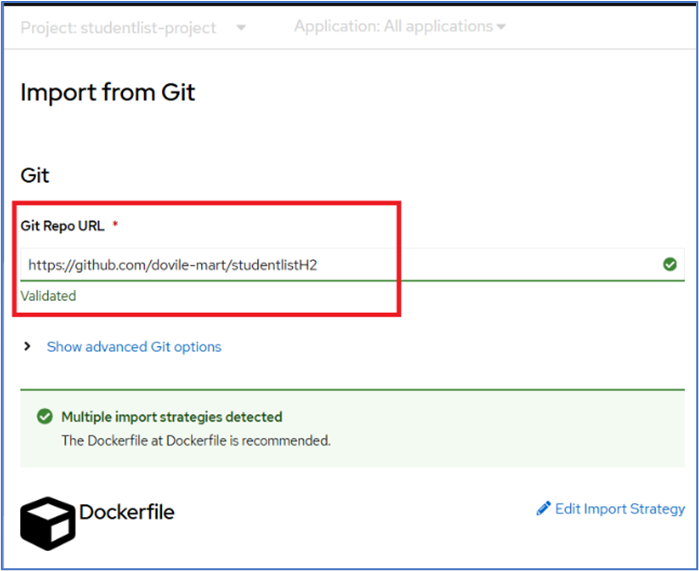 Project: studentlist-project
Application: All applications
Import from Git
Git
Git Repo URL *
https://github.com/dovile-mart/studentlistH2
Validated
Show advanced Git options
Multiple import strategies detected
The Dockerfile at Dockerfile is recommended.
Dockerfile
Edit Import Strategy